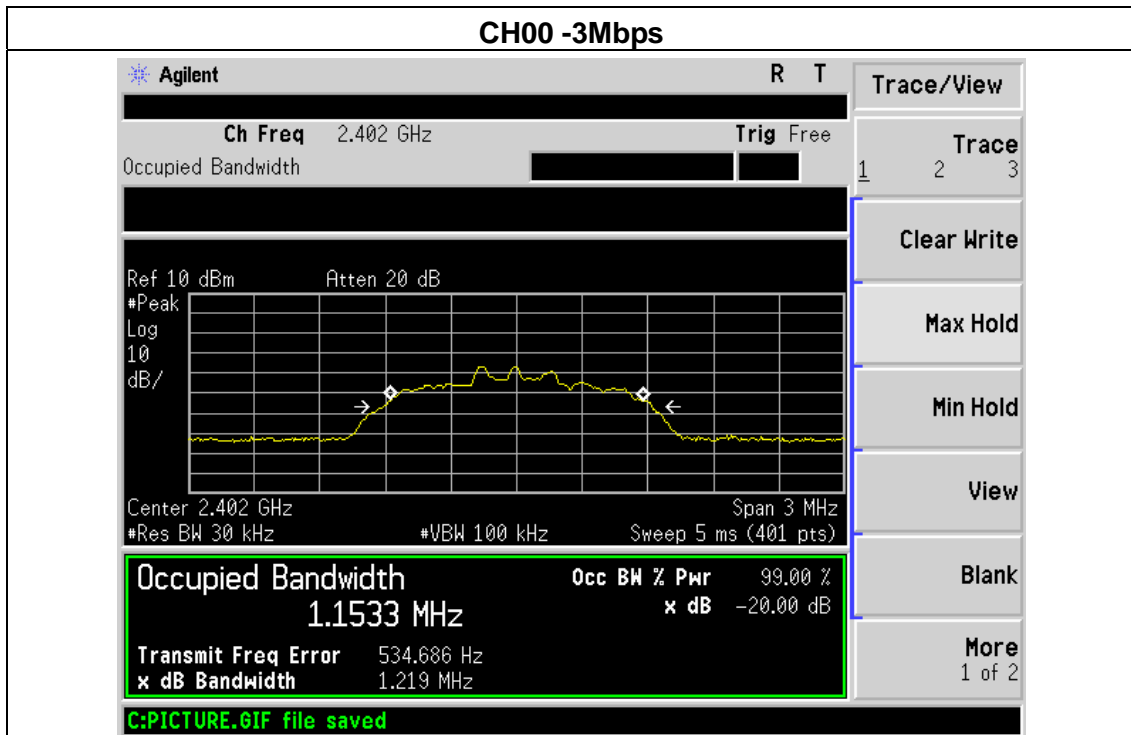 CH00 -3Mbps
Agilent R T
Trace/View
Ch Freq 2.402 GHz Trig Free
Occupied Bandwidth
Trace
1 2 3
Clear Write
Ref 10 dBm Atten 20 dB
#Peak
Log
10
dB/
Max Hold
Min Hold
View
Center 2.402 GHz Span 3 MHz
#Res BW 30 kHz #VBW 100 kHz Sweep 5 ms (401 pts)
Occupied Bandwidth Occ BW % Pwr 99.00 %
1.1533 MHz x dB -20.00 dB
Blank
Transmit Freq Error 534.686 Hz
x dB Bandwidth 1.219 MHz
More
1 of 2
C:PICTURE.GIF file saved